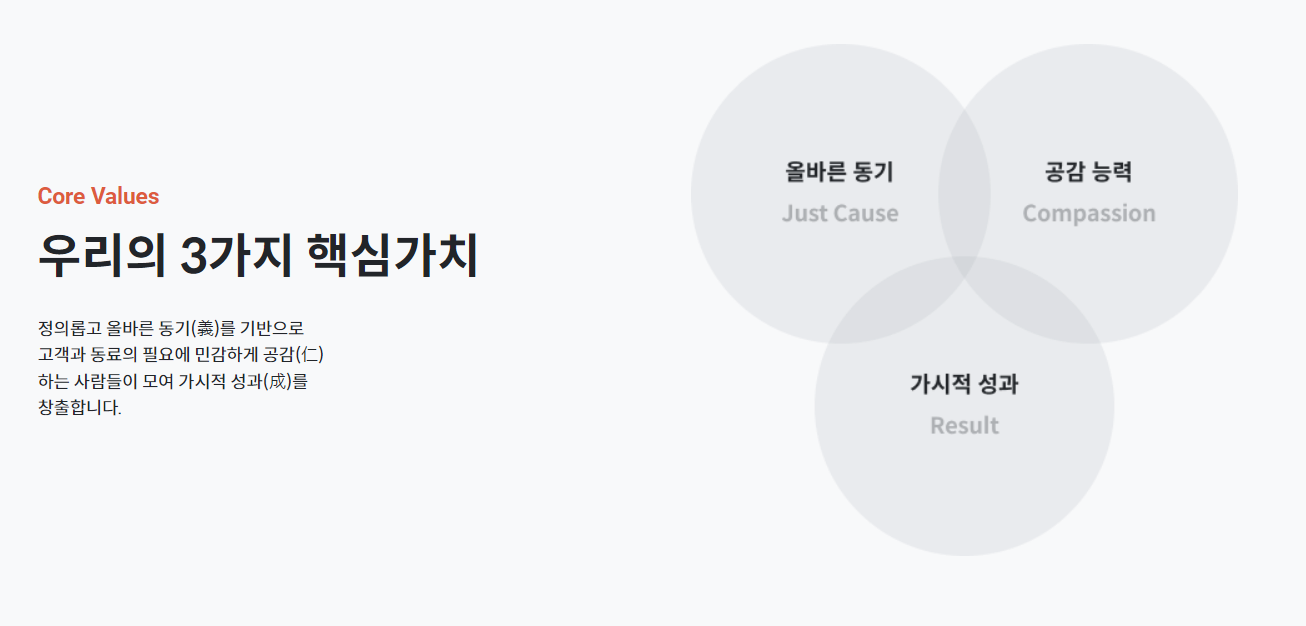 Core Values
우리의 3가지 핵심가치
정의롭고 올바른 동기(義)를 기반으로
고객과 동료의 필요에 민감하게 공감(仁)
하는 사람들이 모여 가시적 성과(成)를
창출합니다.
올바른 동기
Just Cause
공감 능력
Compassion
가시적 성과
Result